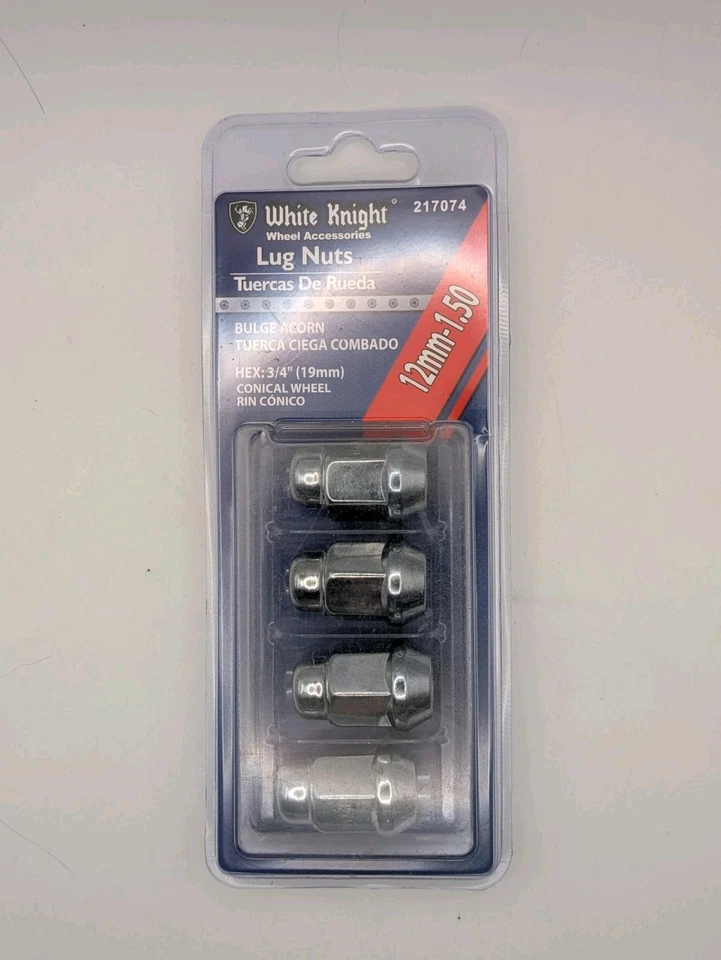 White Knight
217074
Wheel Accessories
Lug Nuts
Tuercas De Rueda
BULGE ACORN
TUERCA CIEGA COMBADO
HEX: 3/4" (19mm)
CONICAL WHEEL
RIN CÓNICO
12mm-1.50